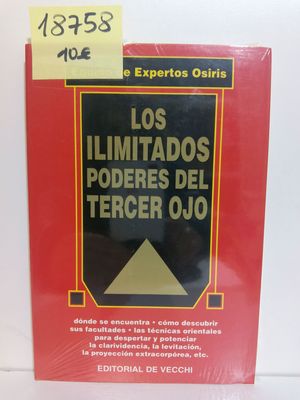 18758
10.€
de Expertos Osiris
LOS
ILIMITADOS
PODERES DEL
TERCER OJO
dónde se encuentra • cómo descubrir
sus facultades • las técnicas orientales
para despertar y potenciar
la clarividencia, la levitación,
la proyección extracorpórea, etc.
EDITORIAL DE VECCHI